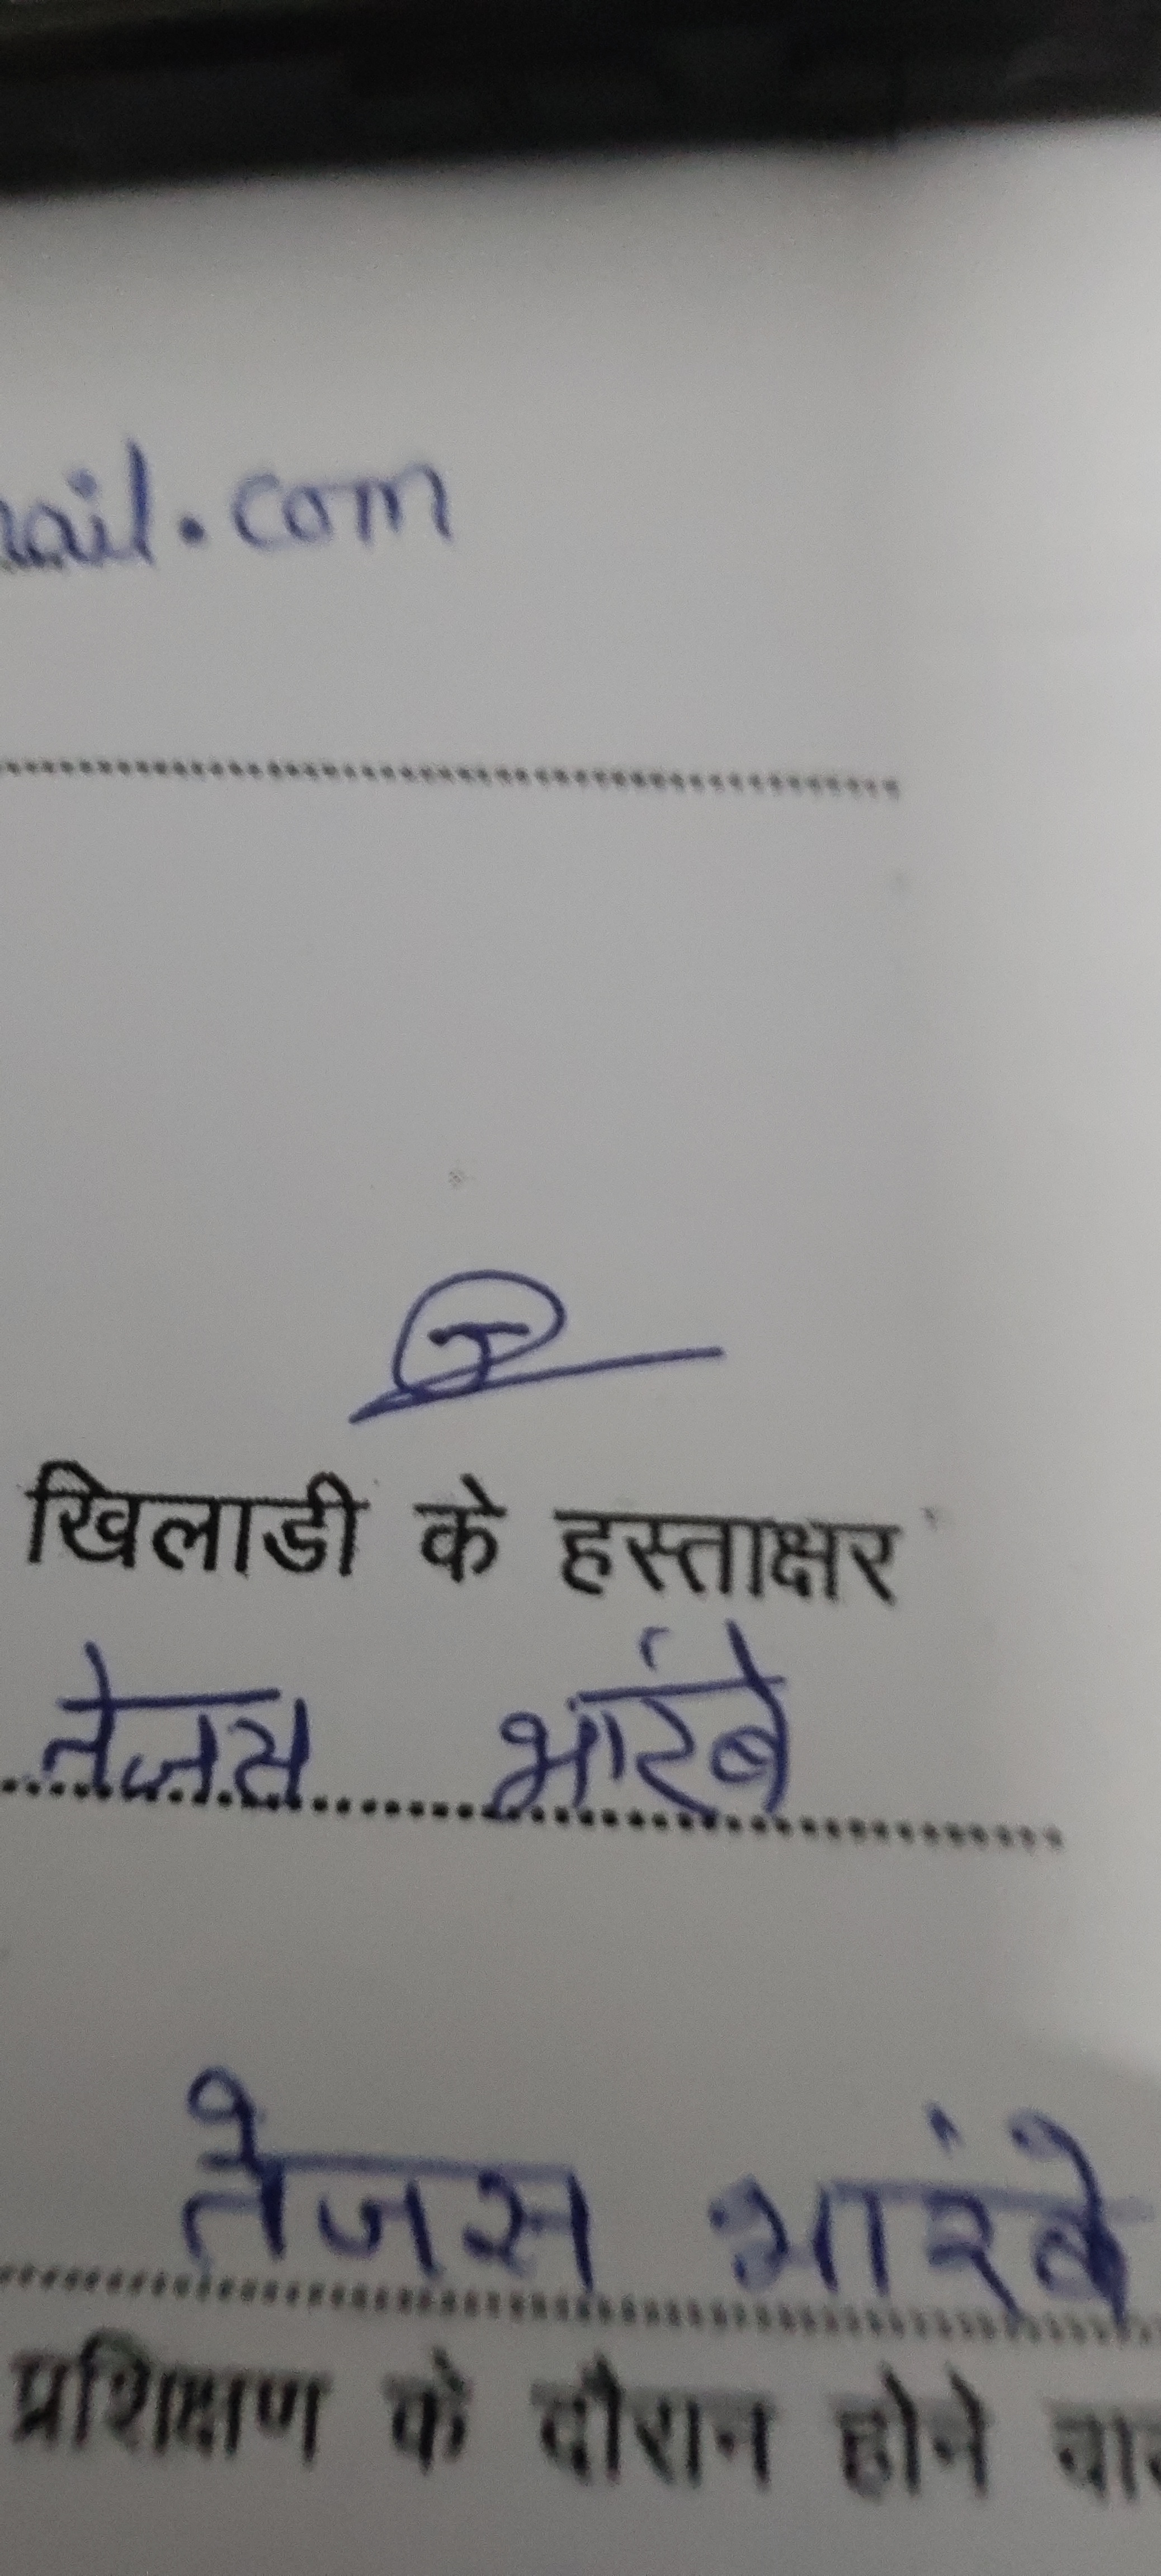 ail.com
खिलाडी के हस्ताक्षर
तेजस भारंबे
तेजस भारंबे
प्रशिक्षण के दौरान होने